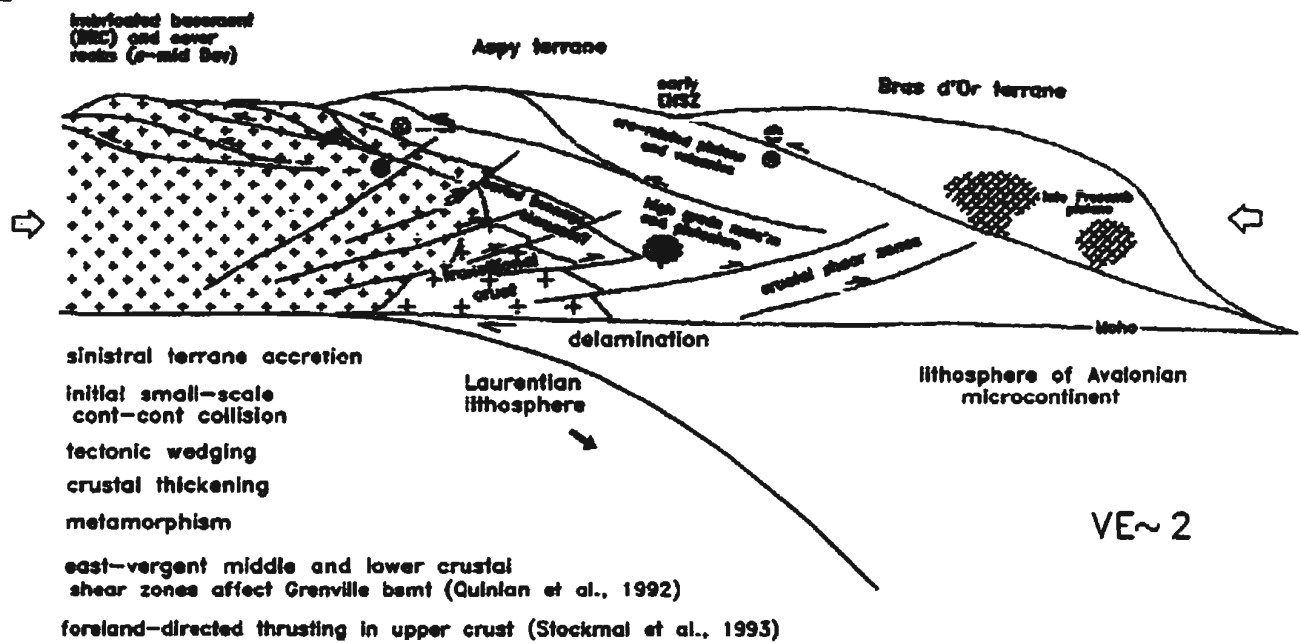 imbricated basement
(BRC) and cover
rocks (p-mid Dev)
Aspy terrane
early
EHSZ
Bras d'Or terrane
arc-related plutons
and volcanics
late Precamb
plutons
high grade
and plutonism
crustal shear zones
transitional
crust
Moho
delamination
Laurentian
lithosphere
lithosphere of Avalonian
microcontinent
sinistral terrane accretion
initial small-scale
cont-cont collision
tectonic wedging
crustal thickening
metamorphism
east-vergent middle and lower crustal
shear zones affect Grenville bsmt (Quinlan et al., 1992)
foreland-directed thrusting in upper crust (Stockmal et al., 1993)
VE~ 2